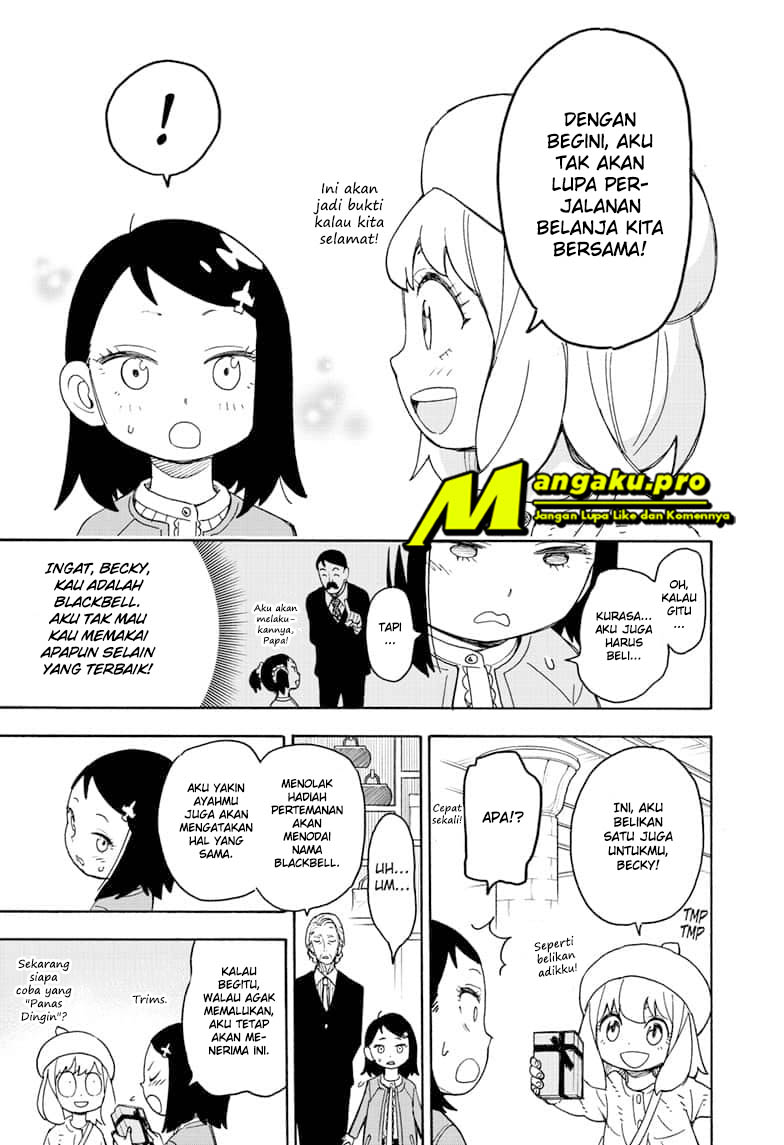 DENGAN
BEGINI, AKU
TAK AKAN
LUPA PER-
JALANAN
BELANJA KITA
BERSAMA!
Ini akan
jadi bukti
kalau kita
selamat!
!
Mangaku.pro
Jangan Lupa Like dan Komennya
OH,
KALAU
GITU
...
KURASA...
AKU JUGA
HARUS
BELI...
TAPI
...
Aku akan
melaku-
kannya,
Papa!
INGAT, BECKY,
KAU ADALAH
BLACKBELL.
AKU TAK MAU
KAU MEMAKAI
APAPUN SELAIN
YANG TERBAIK!
INI, AKU
BELIKAN
SATU JUGA
UNTUKMU,
BECKY!
TMP
TMP
Seperti
belikan
adikku!
APA!?
Cepat
sekali!
UH...
UM...
MENOLAK
HADIAH
PERTEMANAN
AKAN
MENODAI
NAMA
BLACKBELL.
AKU YAKIN
AYAHMU
JUGA AKAN
MENGATAKAN
HAL YANG
SAMA.
KALAU
BEGITU,
WALAU AGAK
MEMALUKAN,
AKU TETAP
AKAN ME-
NERIMA INI.
Trims.
Sekarang
siapa
coba yang
"Panas
Dingin"?